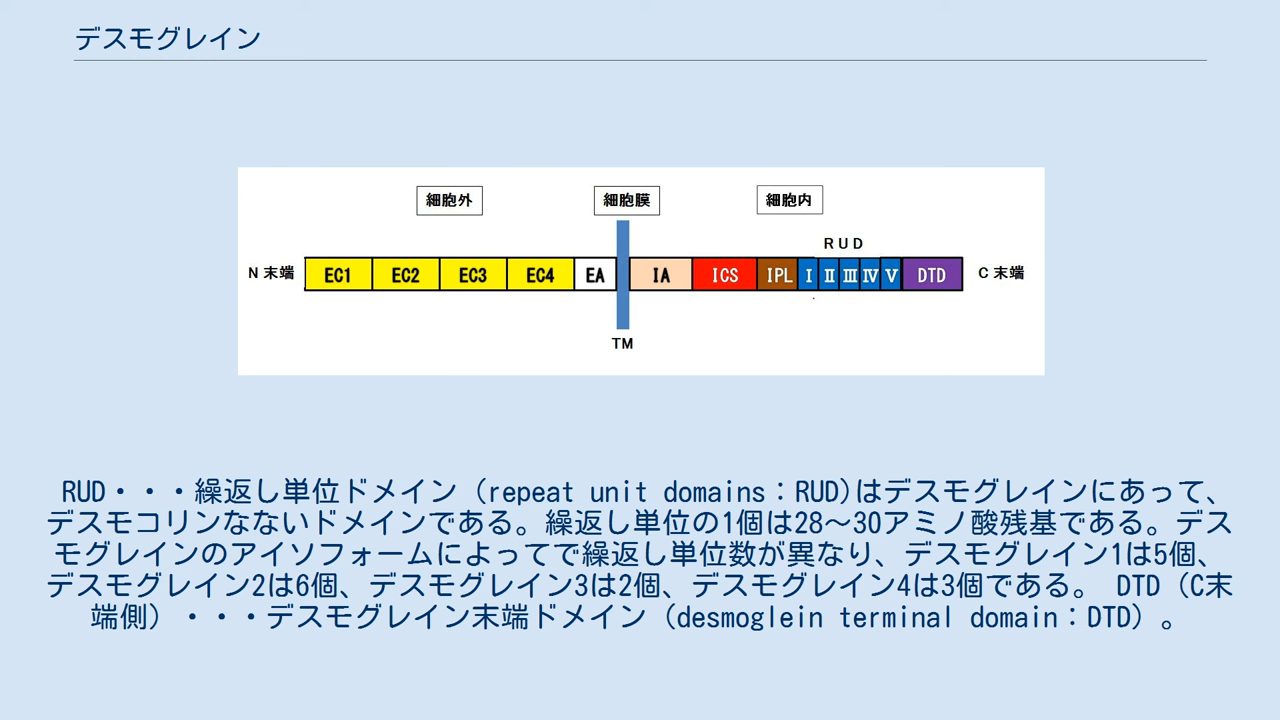 デスモグレイン
細胞外 細胞膜 細胞内
RUD
N末端 EC1 EC2 EC3 EC4 EA IA ICS IPL Ⅰ Ⅱ Ⅲ Ⅳ Ⅴ DTD C末端
TM
RUD・・・繰返し単位ドメイン（repeat unit domains：RUD)はデスモグレインにあって、
デスモコリンなないドメインである。繰返し単位の1個は28～30アミノ酸残基である。デス
モグレインのアイソフォームによってで繰返し単位数が異なり、デスモグレイン1は5個、
デスモグレイン2は6個、デスモグレイン3は2個、デスモグレイン4は3個である。 DTD（C末
端側）・・・デスモグレイン末端ドメイン（desmoglein terminal domain：DTD）。